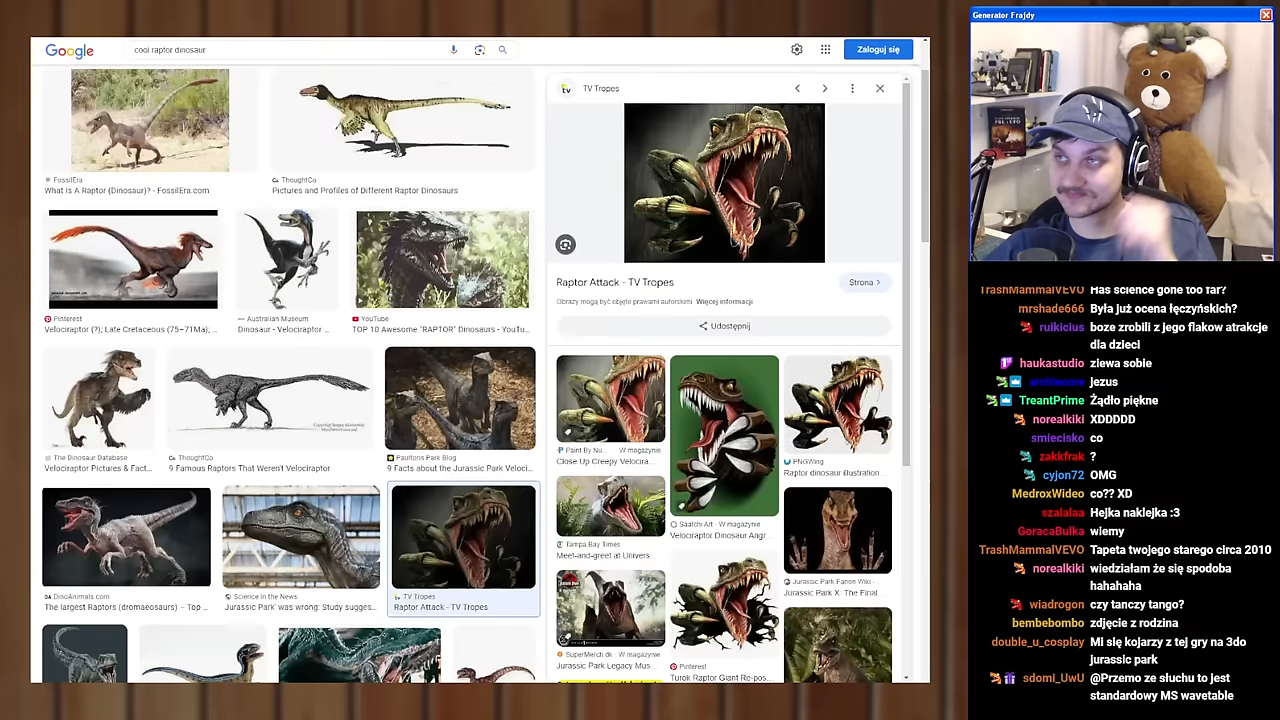 Google
cool raptor dinosaur
Zaloguj się
FossilEra
What Is A Raptor (Dinosaur)? - FossilEra.com
ThoughtCo
Pictures and Profiles of Different Raptor Dinosaurs
Pinterest
Velociraptor (?); Late Cretaceous (75–71Ma); ...
Australian Museum
Dinosaur - Velociraptor ...
YouTube
TOP 10 Awesome "RAPTOR" Dinosaurs - YouTu...
The Dinosaur Database
Velociraptor Pictures & Fact...
ThoughtCo
9 Famous Raptors That Weren't Velociraptor
Paultons Park Blog
9 Facts about the Jurassic Park Veloci...
DinoAnimals.com
The largest Raptors (dromaeosaurs) – Top ...
Science in the News
Jurassic Park' was wrong: Study sugges...
TV Tropes
Raptor Attack - TV Tropes
tv
TV Tropes
Raptor Attack - TV Tropes
Strona
Obrazy mogą być objęte prawami autorskimi
Więcej informacji
Udostępnij
Paint By Nu... W magazynie
Close Up Creepy Velocira...
Saatchi Art - W magazynie
Velociraptor Dinosaur Angr...
PNGWing
Raptor dinosaur illustration...
Tampa Bay Times
Meet-and-greet at Univers...
Jurassic Park Fanon Wiki -
Jurassic Park X: The Final...
SuperMerch.dk - W magazynie
Jurassic Park Legacy Mus...
Pinterest
Turok Raptor Giant Re-pos...
Generator Frajdy
TrashMammalVEVO Has science gone too far?
mrshade666 Była już ocena łęczyńskich?
ruikicius boze zrobili z jego flakow atrakcje
dla dzieci
haukastudio zlewa sobie
jezus
TreantPrime Żądło piękne
norealkiki XDDDDD
smiecisko co
zakkfrak ?
cyjon72 OMG
MedroxWideo co?? XD
szalalaa Hejka naklejka :3
GoracaBulka wiemy
TrashMammalVEVO Tapeta twojego starego circa 2010
norealkiki wiedziałam że się spodoba
hahahaha
wiadrogon czy tanczy tango?
bembebombo zdjęcie z rodzina
double_u_cosplay Mi się kojarzy z tej gry na 3do
jurassic park
sdomi_UwU @Przemo ze słuchu to jest
standardowy MS wavetable